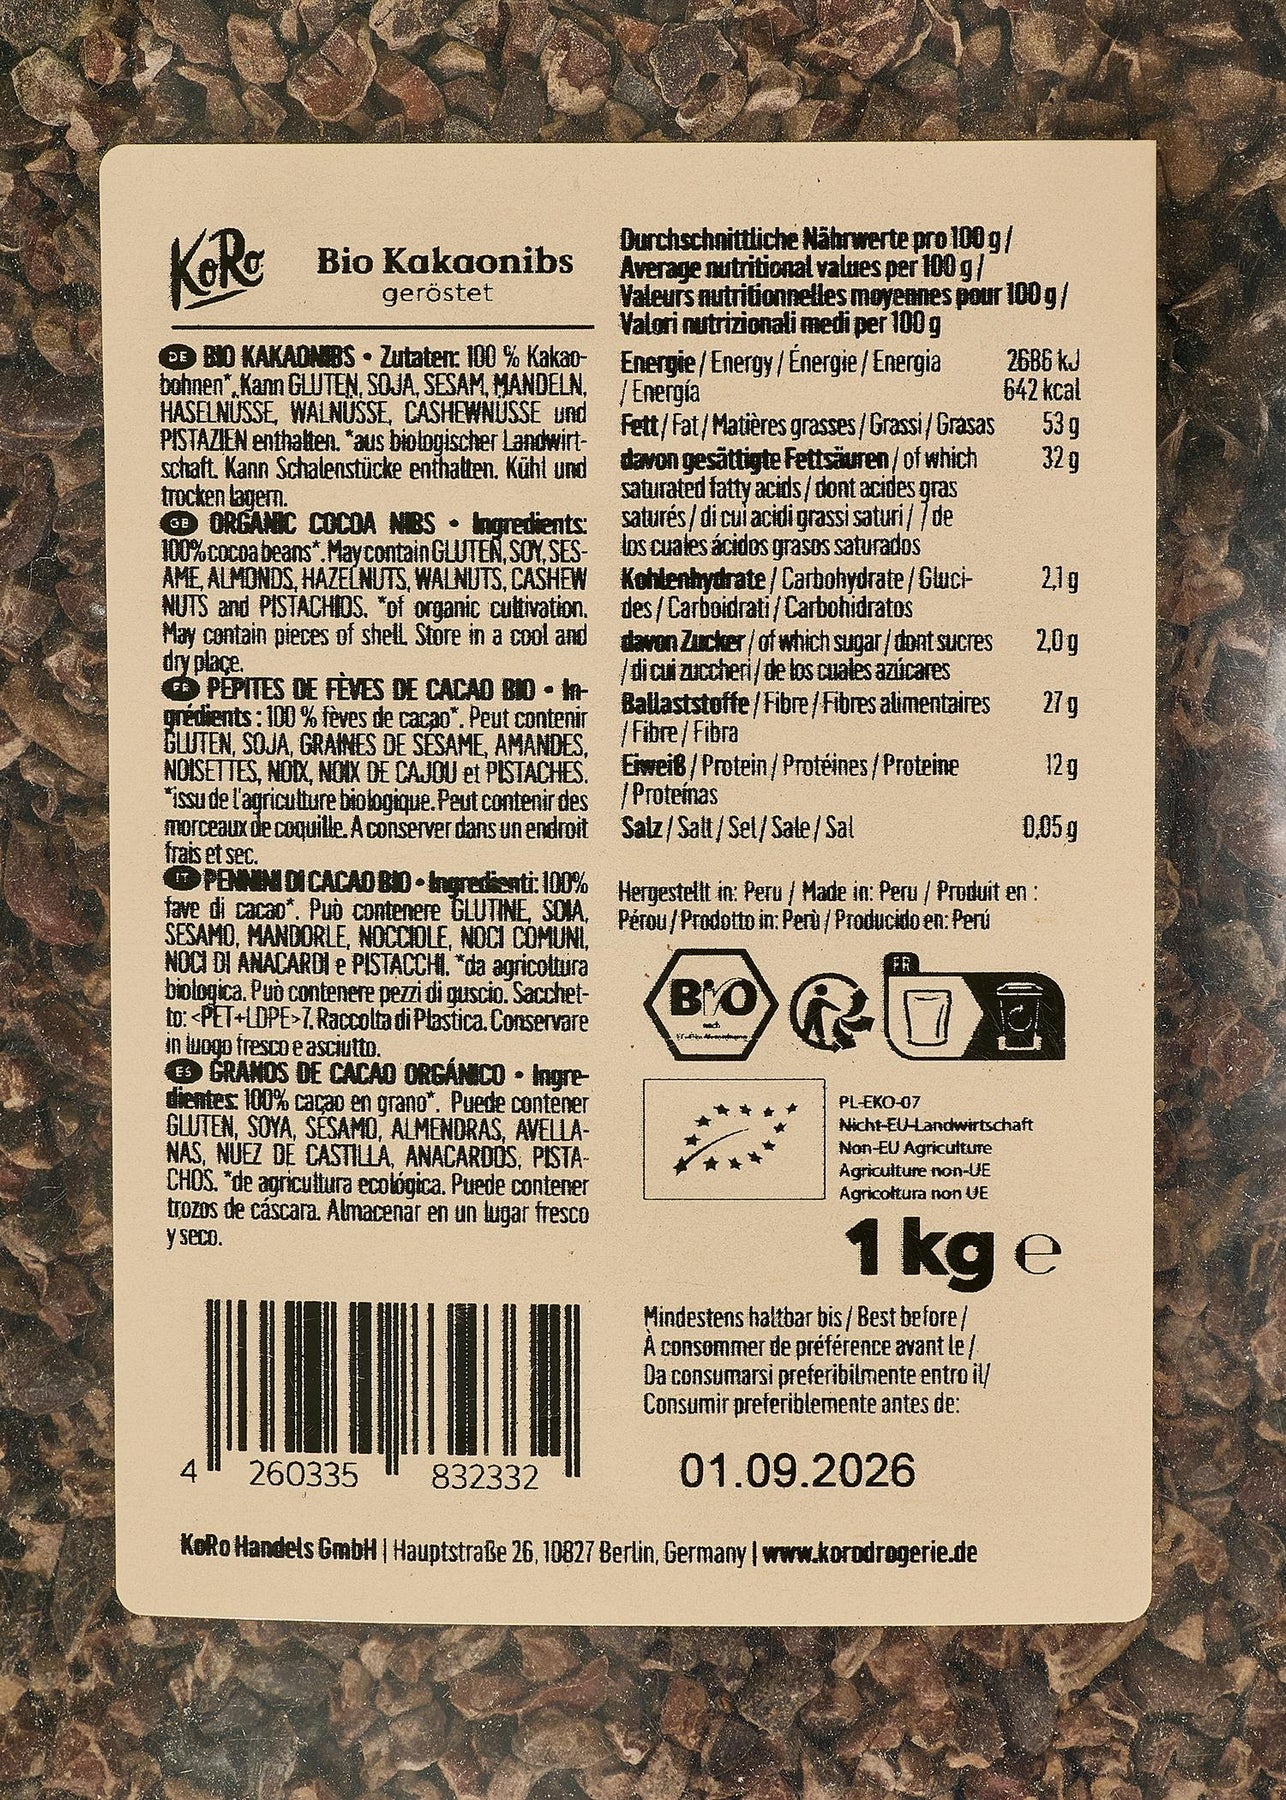 KoRo
Bio Kakaonibs
geröstet
DE BIO KAKAONIBS • Zutaten: 100 % Kakao-
bohnen*. Kann GLUTEN, SOJA, SESAM, MANDELN,
HASELNÜSSE, WALNÜSSE, CASHEWNÜSSE und
PISTAZIEN enthalten. *aus biologischer Landwirt-
schaft. Kann Schalenstücke enthalten. Kühl und
trocken lagern.
GB ORGANIC COCOA NIBS • Ingredients:
100% cocoa beans*. May contain GLUTEN, SOY, SES-
AME, ALMONDS, HAZELNUTS, WALNUTS, CASHEW
NUTS and PISTACHIOS. *of organic cultivation.
May contain pieces of shell. Store in a cool and
dry place.
FR PÉPITES DE FÈVES DE CACAO BIO • In-
grédients : 100 % fèves de cacao*. Peut contenir
GLUTEN, SOJA, GRAINES DE SÉSAME, AMANDES,
NOISETTES, NOIX, NOIX DE CAJOU et PISTACHES.
*issu de l'agriculture biologique. Peut contenir des
morceaux de coquille. A conserver dans un endroit
frais et sec.
IT PENNINI DI CACAO BIO • Ingredienti: 100%
fave di cacao*. Può contenere GLUTINE, SOIA,
SESAMO, MANDORLE, NOCCIOLE, NOCI COMUNI,
NOCI DI ANACARDI e PISTACCHI. *da agricoltura
biologica. Può contenere pezzi di guscio. Sacchet-
to: <PET+LDPE>7. Raccolta di Plastica. Conservare
in luogo fresco e asciutto.
ES GRANOS DE CACAO ORGÁNICO • Ingre-
dientes: 100% cacao en grano*. Puede contener
GLUTEN, SOYA, SÉSAMO, ALMENDRAS, AVELLA-
NAS, NUEZ DE CASTILLA, ANACARDOS, PISTA-
CHOS. *de agricultura ecológica. Puede contener
trozos de cáscara. Almacenar en un lugar fresco
y seco.
4 260335 832332
Durchschnittliche Nährwerte pro 100 g /
Average nutritional values per 100 g /
Valeurs nutritionnelles moyennes pour 100 g /
Valori nutrizionali medi per 100 g
Energie / Energy / Énergie / Energia 2686 kJ
/ Energía 642 kcal
Fett / Fat / Matières grasses / Grassi / Grasas 53 g
davon gesättigte Fettsäuren / of which 32 g
saturated fatty acids / dont acides gras
saturés / di cui acidi grassi saturi / / de
los cuales ácidos grasos saturados
Kohlenhydrate / Carbohydrate / Gluci- 2,1 g
des / Carboidrati / Carbohidratos
davon Zucker / of which sugar / dont sucres 2,0 g
/ di cui zuccheri / de los cuales azúcares
Ballaststoffe / Fibre / Fibres alimentaires 27 g
/ Fibre / Fibra
Eiweiß / Protein / Protéines / Proteine 12 g
/ Proteínas
Salz / Salt / Sel / Sale / Sal 0,05 g
Hergestellt in: Peru / Made in: Peru / Produit en :
Pérou / Prodotto in: Perù / Producido en: Perú
BIO
nach
FR
PL-EKO-07
Nicht-EU-Landwirtschaft
Non-EU Agriculture
Agriculture non-UE
Agricoltura non UE
1 kg e
Mindestens haltbar bis / Best before /
À consommer de préférence avant le /
Da consumarsi preferibilmente entro il/
Consumir preferiblemente antes de:
01.09.2026
KoRo Handels GmbH | Hauptstraße 26, 10827 Berlin, Germany | www.korodrogerie.de